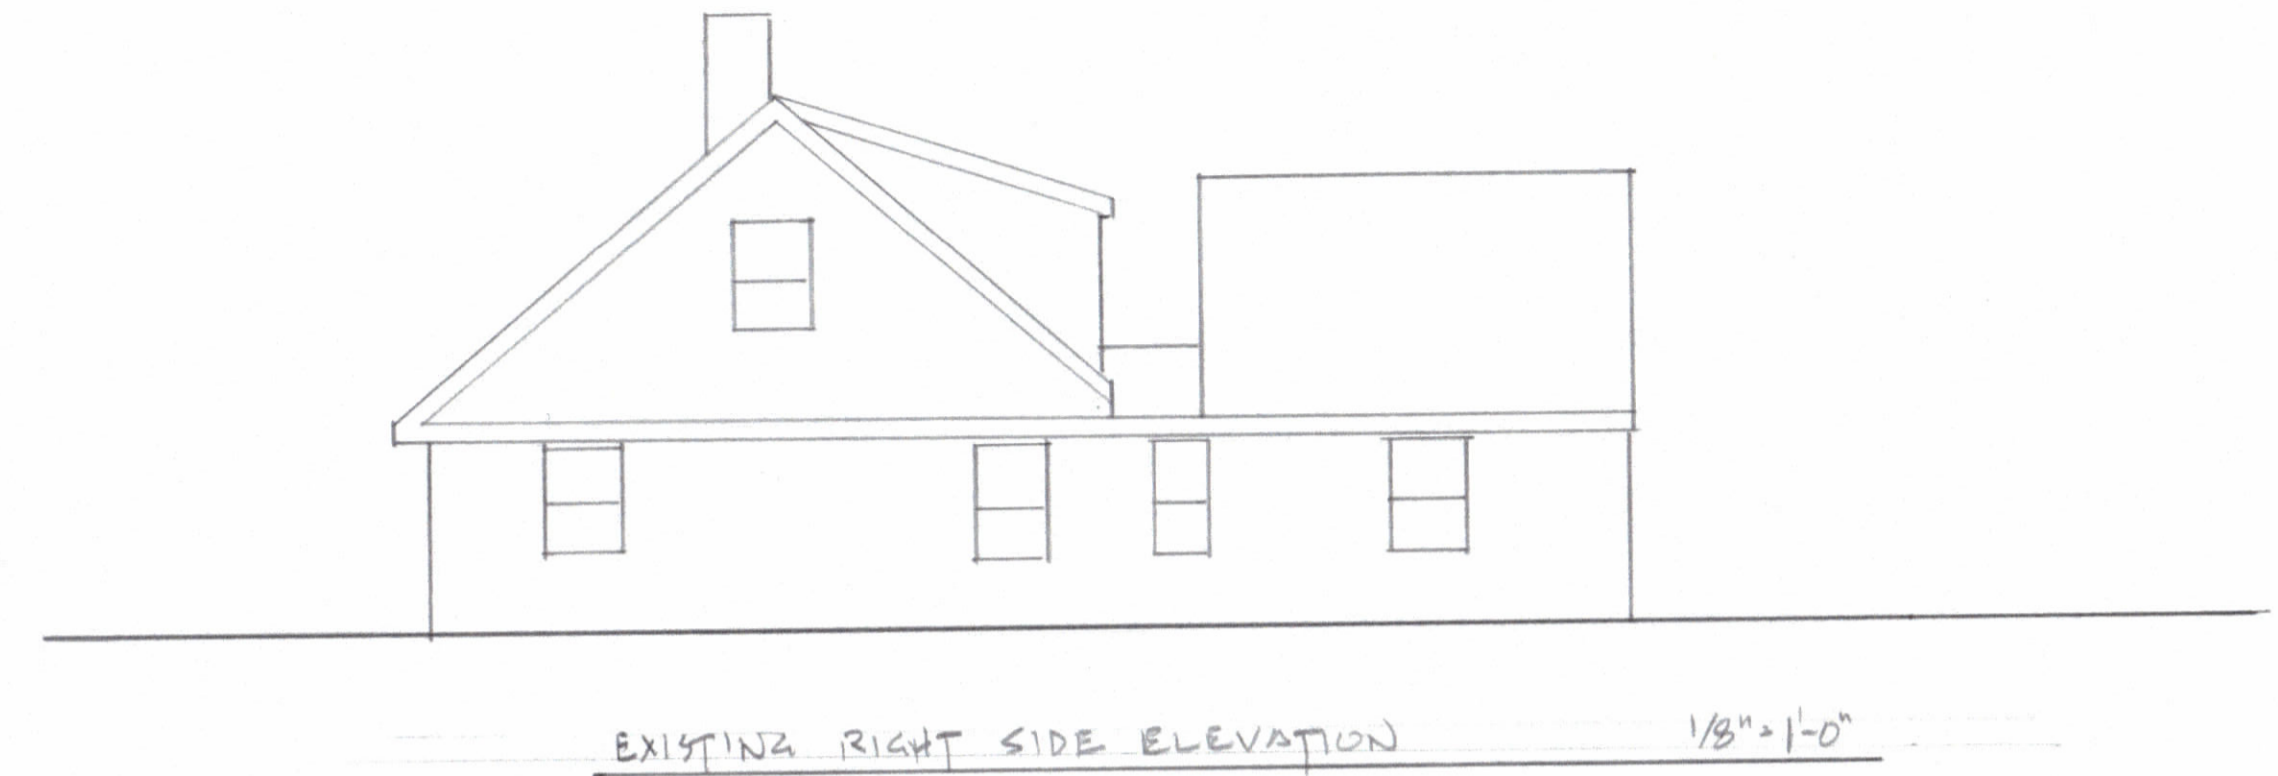 EXISTING RIGHT SIDE ELEVATION 1/8" = 1'-0"